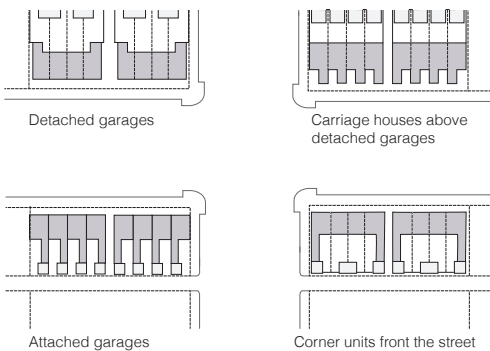 Detached garages
Carriage houses above
detached garages
Attached garages
Corner units front the street